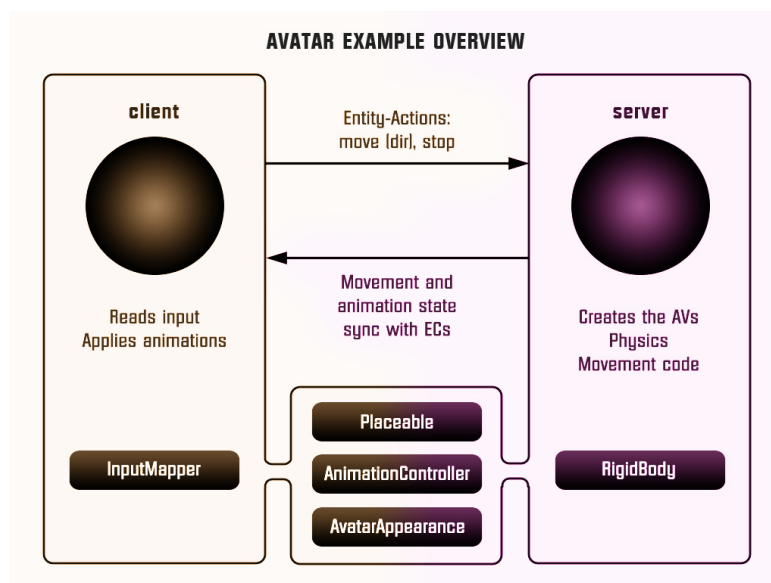 AVATAR EXAMPLE OVERVIEW
client
Entity-Actions:
move (dir), stop
server
Movement and
animation state
sync with ECs
Reads input
Applies animations
Creates the AVs
Physics
Movement code
Placeable
InputMapper
AnimationController
RigidBody
AvatarAppearance